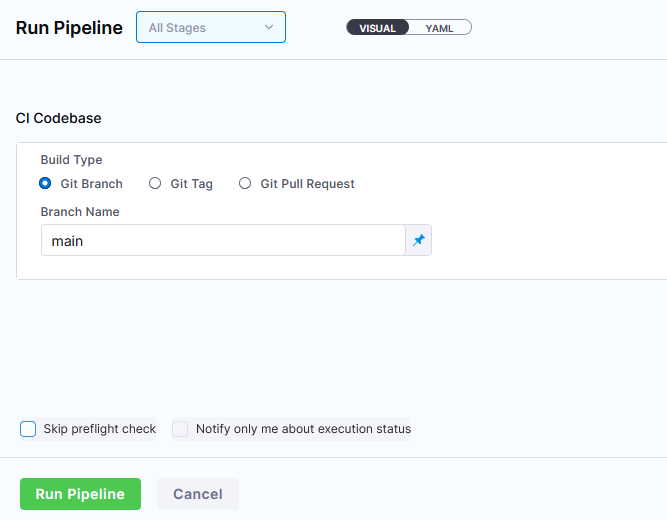 Run Pipeline All Stages VISUAL YAML
CI Codebase
Build Type
Git Branch Git Tag Git Pull Request
Branch Name
main
Skip preflight check Notify only me about execution status
Run Pipeline Cancel